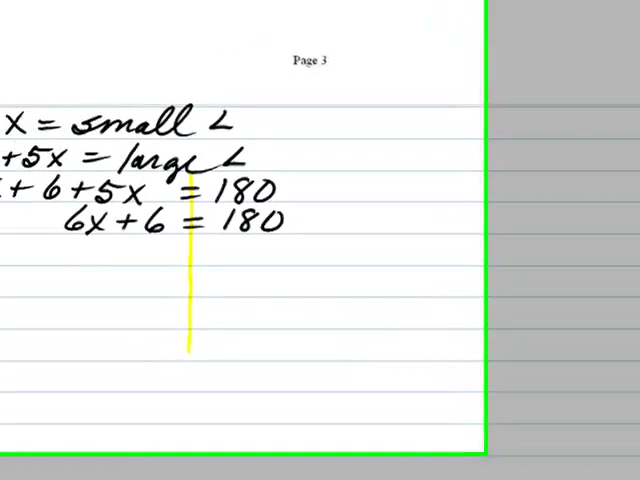 Page 3
x = small <
+5x = large <
x + 6 + 5x = 180
6x + 6 = 180